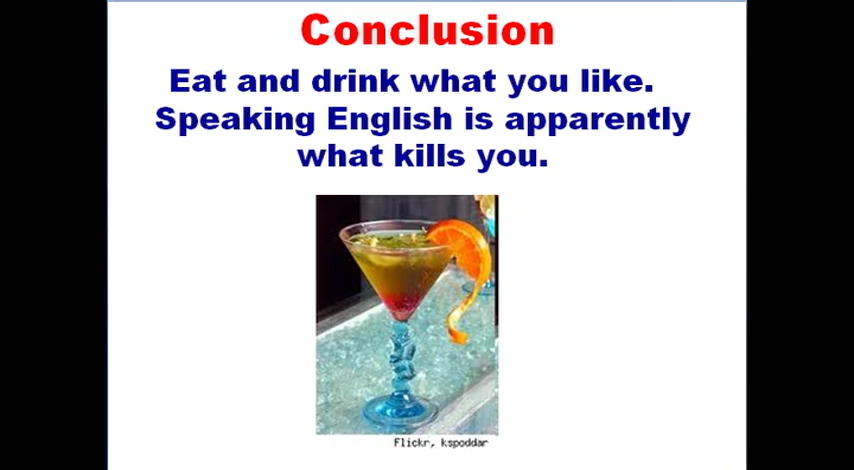 Conclusion
Eat and drink what you like.
Speaking English is apparently
what kills you.
Flickr, kspoddar